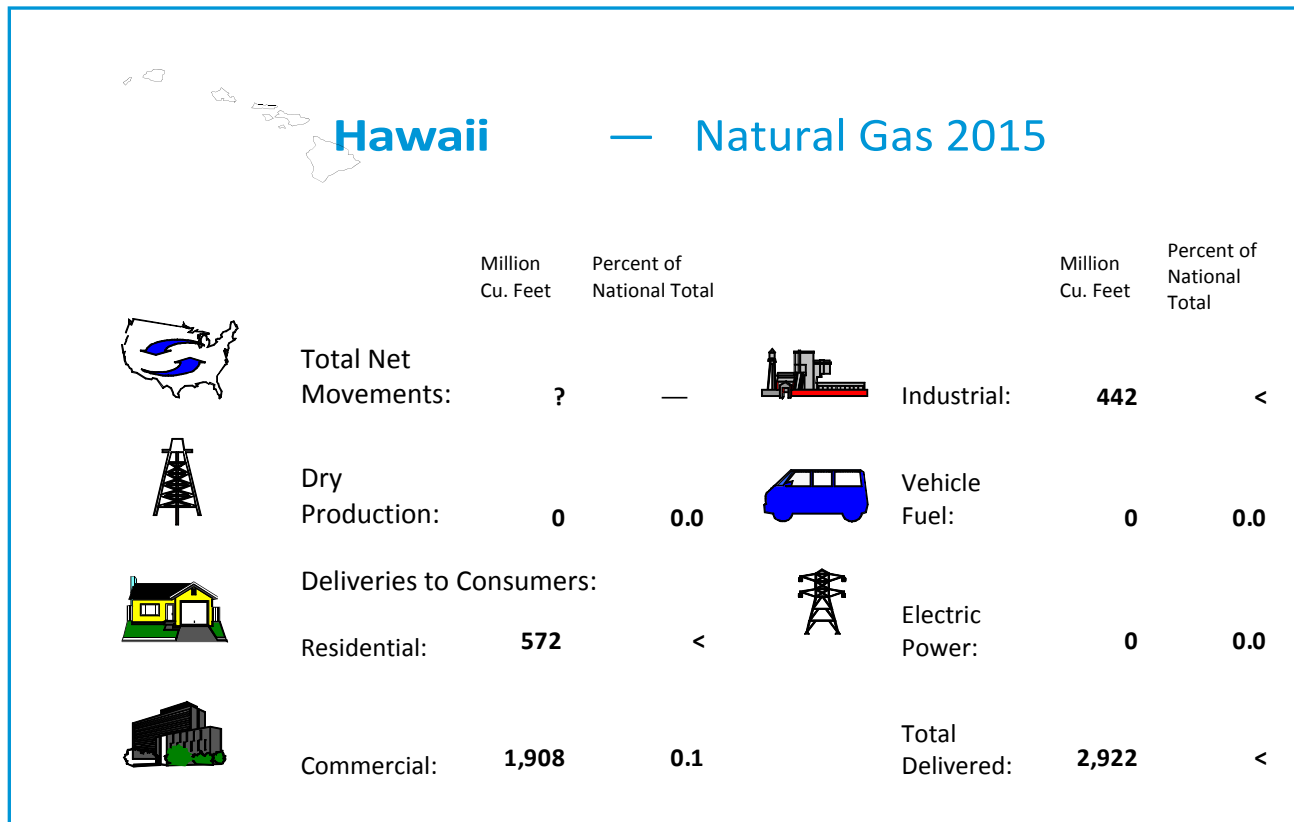 Hawaii — Natural Gas 2015
Million Percent of
Cu. Feet National Total
Million Percent of
Cu. Feet National
Total
Total Net
Movements: ? —
Industrial: 442 <
Dry
Production: 0 0.0
Vehicle
Fuel: 0 0.0
Deliveries to Consumers:
Residential: 572 <
Electric
Power: 0 0.0
Commercial: 1,908 0.1
Total
Delivered: 2,922 <